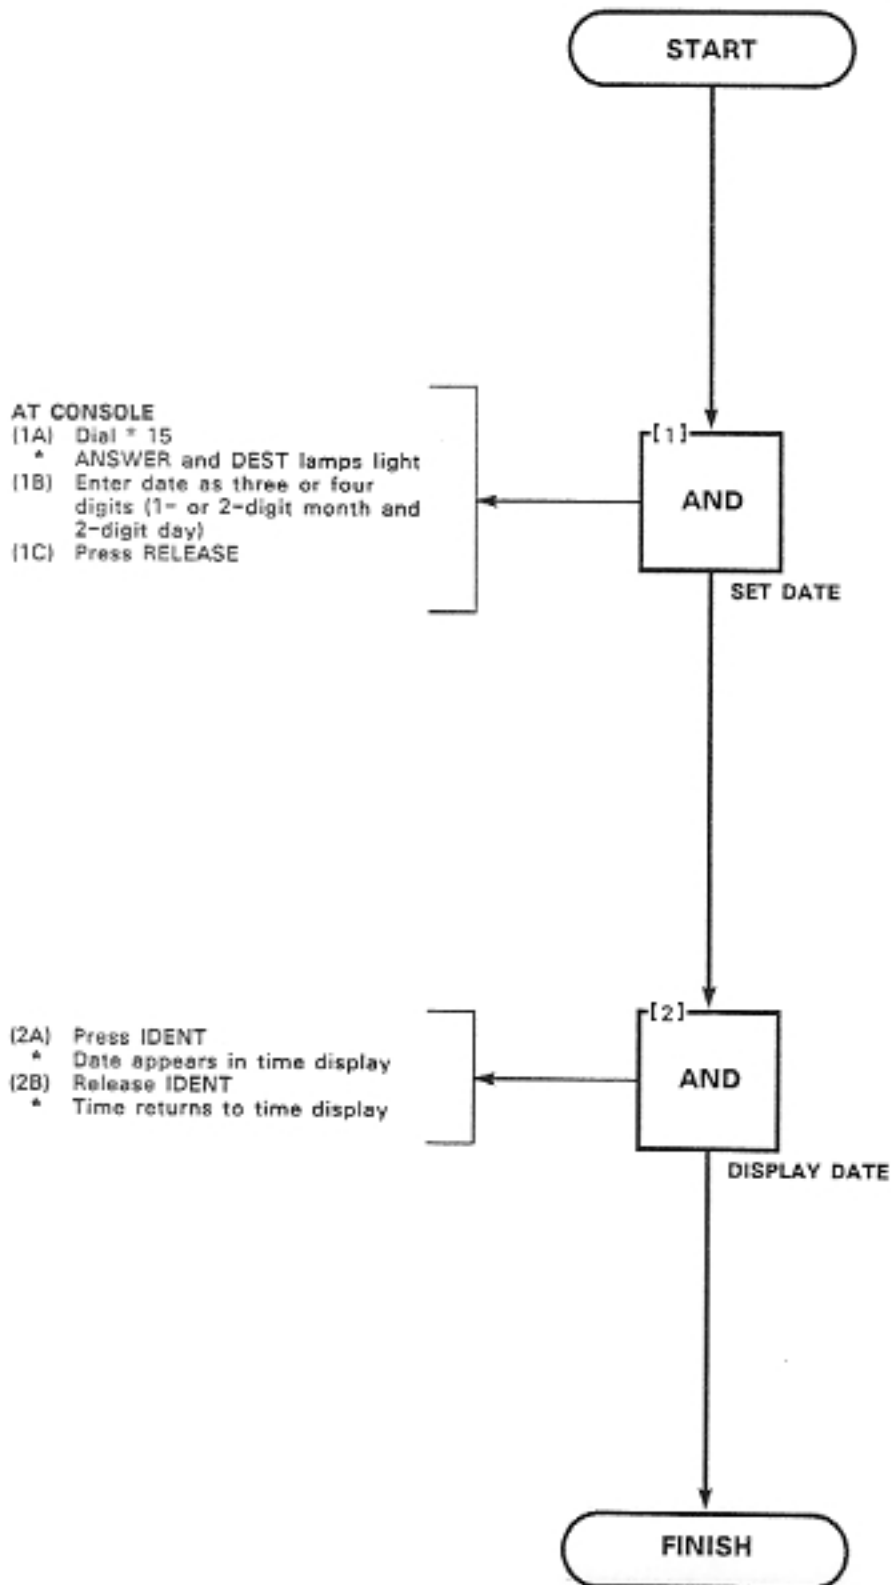 START
AT CONSOLE
(1A) Dial * 15
* ANSWER and DEST lamps light
(1B) Enter date as three or four
digits (1- or 2-digit month and
2-digit day)
(1C) Press RELEASE
[1]
AND
SET DATE
(2A) Press IDENT
* Date appears in time display
(2B) Release IDENT
* Time returns to time display
[2]
AND
DISPLAY DATE
FINISH